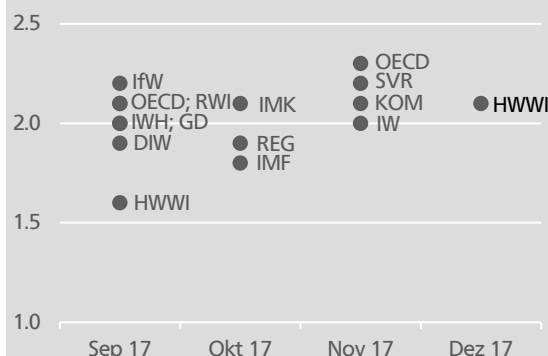 2.5
OECD
IfW
SVR
OECD; RWI
IMK
KOM
HWWI
2.0
IWH; GD
IW
DIW
REG
IMF
HWWI
1.5
1.0
Sep 17 Okt 17 Nov 17 Dez 17